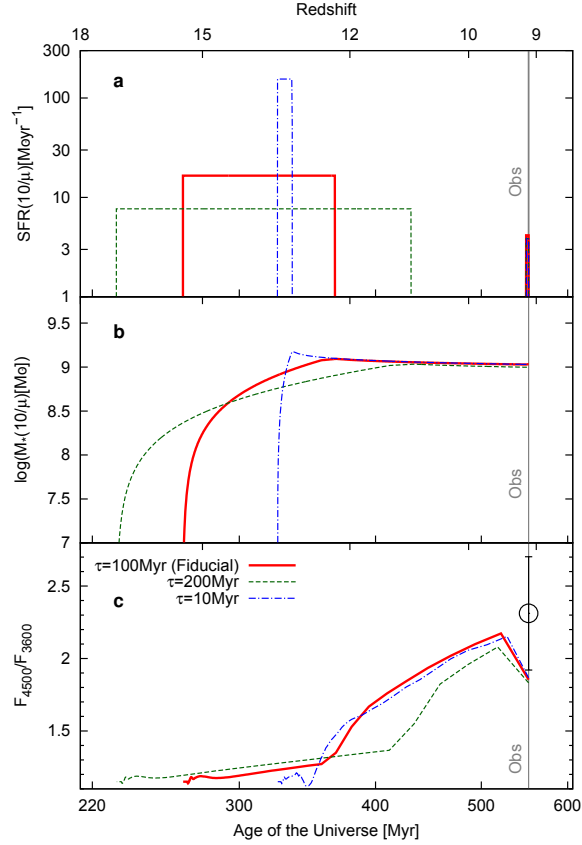 Redshift
18 15 12 10 9
300
100
30
10
3
1
SFR(10/μ)[Moyr⁻¹]
a
Obs
9.5
9
8.5
8
7.5
7
log(M*(10/μ)[Mo])
b
Obs
τ=100Myr (Fiducial)
τ=200Myr
τ=10Myr
c
2.5
2
1.5
1
F4500/F3600
Obs
220 300 400 500 600
Age of the Universe [Myr]